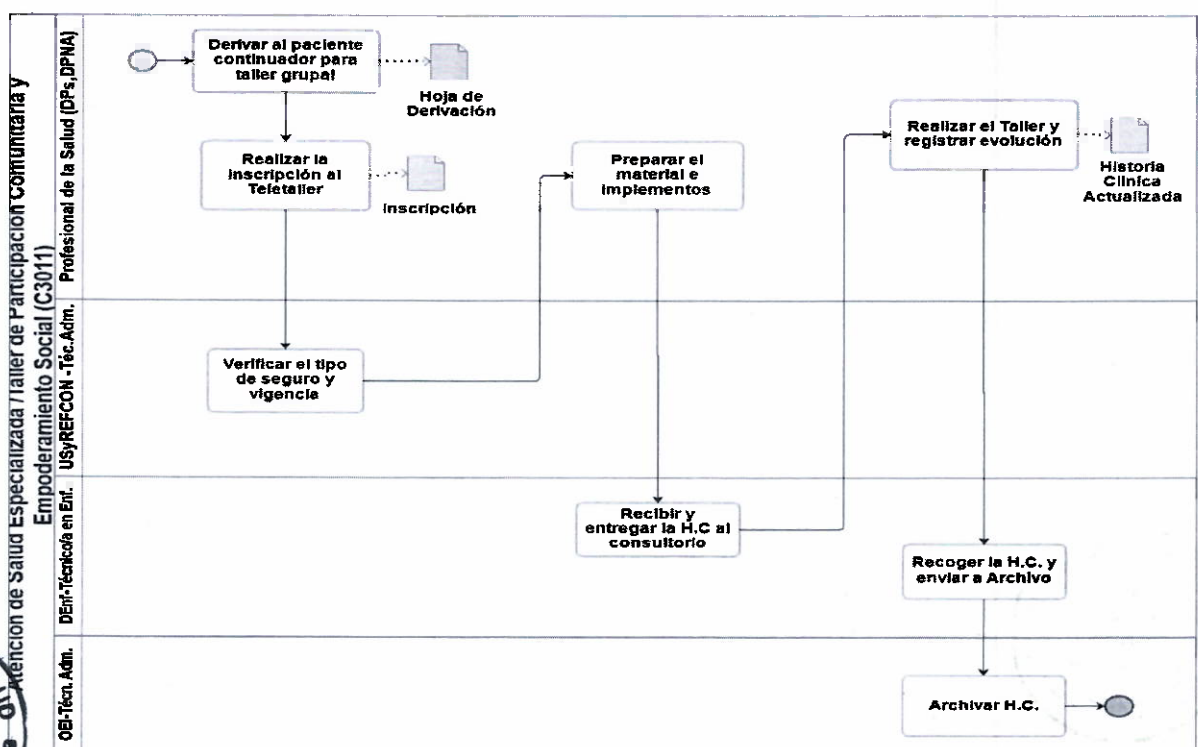 Atención de Salud Especializada / Taller de Participación Comunitaria y
Empoderamiento Social (C3011)
Profesional de la Salud (DPs,DPNA)
Derivar al paciente
continuador para
taller grupal
Hoja de
Derivación
Realizar la
inscripción al
Teletaller
Inscripción
Preparar el
material e
implementos
Realizar el Taller y
registrar evolución
Historia
Clínica
Actualizada
USyREFCON -Téc.Adm.
Verificar el tipo
de seguro y
vigencia
DEnf-Técnico/a en Enf.
Recibir y
entregar la H.C al
consultorio
Recoger la H.C. y
enviar a Archivo
OEI-Técn. Adm.
Archivar H.C.